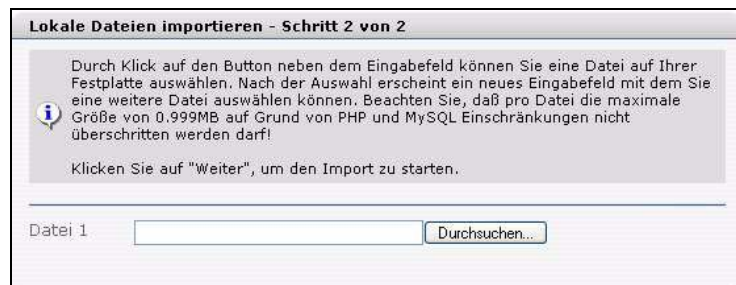 Lokale Dateien importieren - Schritt 2 von 2
Durch Klick auf den Button neben dem Eingabefeld können Sie eine Datei auf Ihrer
Festplatte auswählen. Nach der Auswahl erscheint ein neues Eingabefeld mit dem Sie
eine weitere Datei auswählen können. Beachten Sie, daß pro Datei die maximale
Größe von 0.999MB auf Grund von PHP und MySQL Einschränkungen nicht
überschritten werden darf!
Klicken Sie auf "Weiter", um den Import zu starten.
Datei 1 Durchsuchen...